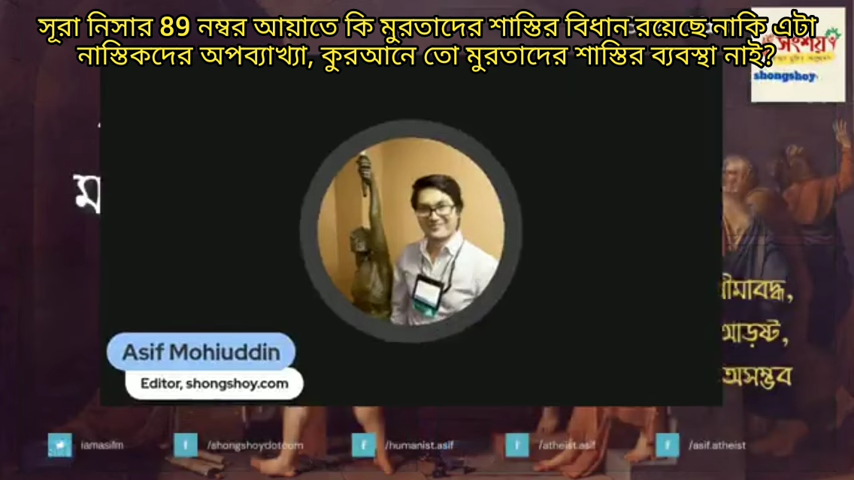 সূরা নিসার 89 নম্বর আয়াতে কি মুরতাদের শাস্তির বিধান রয়েছে নাকি এটা
নাস্তিকদের অপব্যাখ্যা, কুরআনে তো মুরতাদের শাস্তির ব্যবস্থা নাই?
সংশয়
shongshoy
আড়ষ্ট,
অসম্ভব
Asif Mohiuddin
Editor, shongshoy.com
iamasifm
/shongshoydotcom
/humanist.asif
/atheist.asif
/asif.atheist